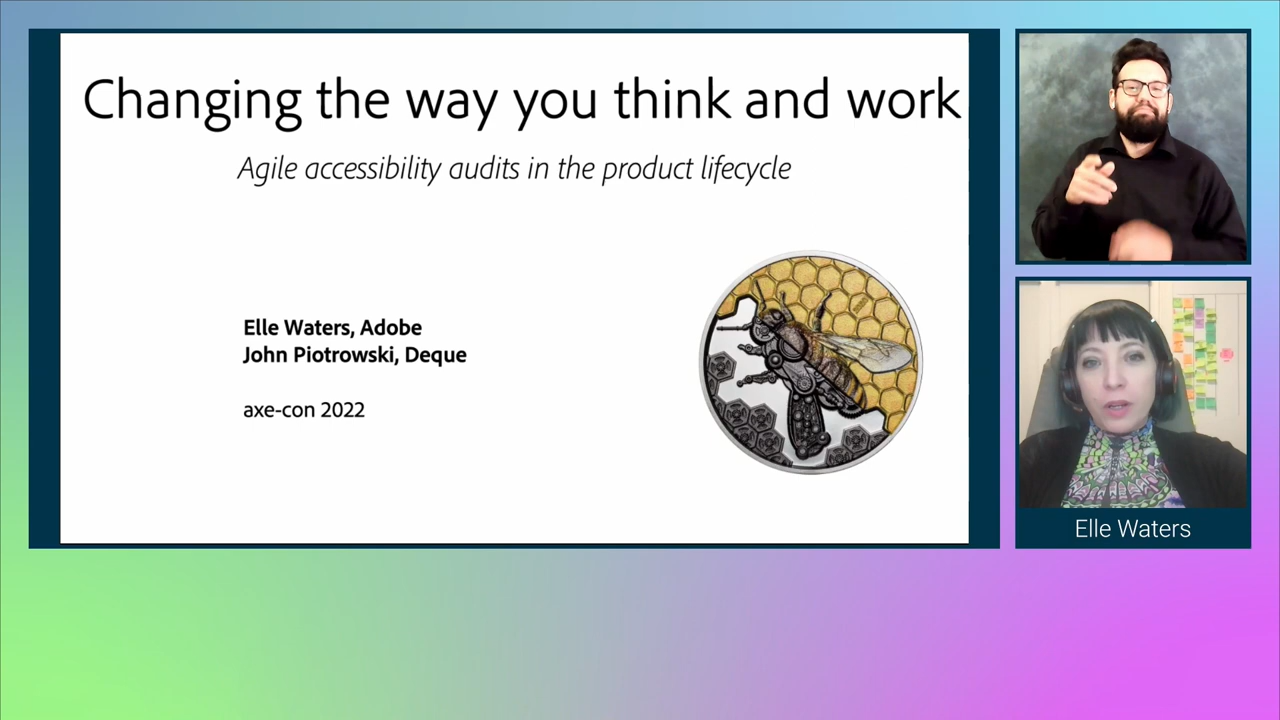 Changing the way you think and work
Agile accessibility audits in the product lifecycle
Elle Waters, Adobe
John Piotrowski, Deque
axe-con 2022
Elle Waters